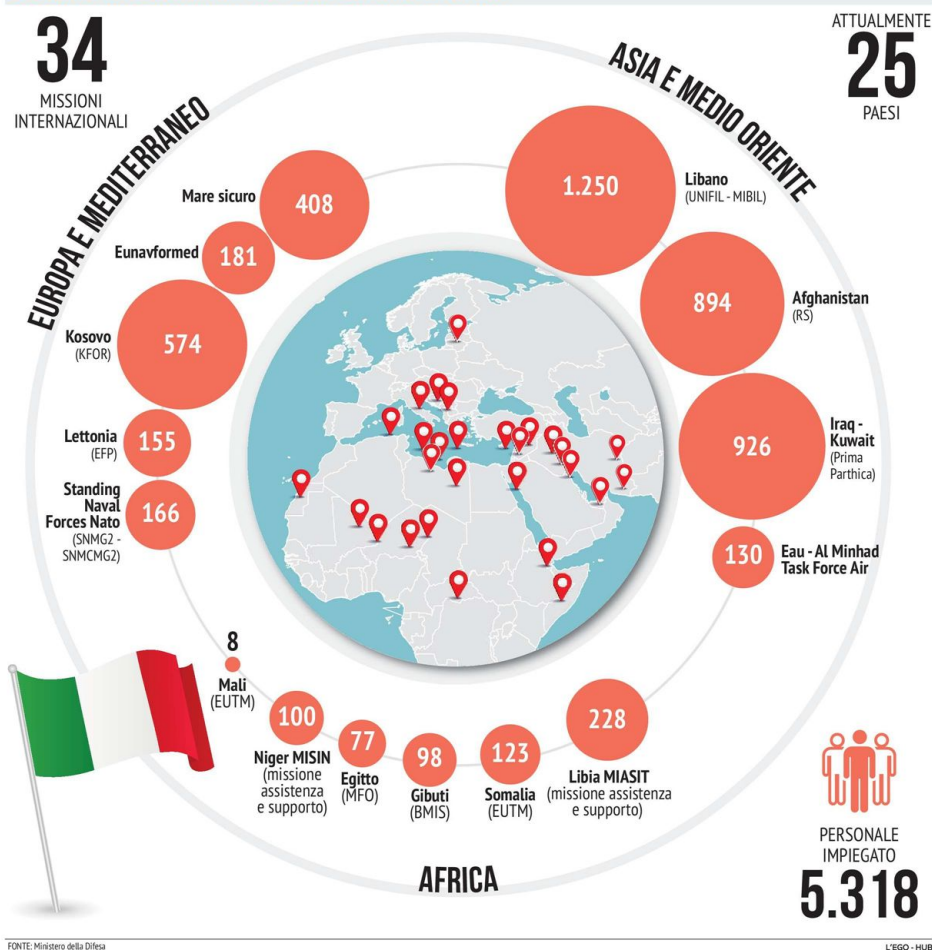 34
MISSIONI
INTERNAZIONALI
ATTUALMENTE
25
PAESI
EUROPA E MEDITERRANEO
ASIA E MEDIO ORIENTE
Mare sicuro
408
Eunavformed
181
Kosovo
(KFOR)
574
Lettonia
(EFP)
155
Standing
Naval
Forces Nato
(SNMG2 -
SNMCMG2)
166
1.250
Libano
(UNIFIL - MIBIL)
894
Afghanistan
(RS)
926
Iraq -
Kuwait
(Prima
Parthica)
130
Eau - Al Minhad
Task Force Air
8
Mali
(EUTM)
100
Niger MISIN
(missione
assistenza
e supporto)
77
Egitto
(MFO)
98
Gibuti
(BMIS)
123
Somalia
(EUTM)
228
Libia MIASIT
(missione assistenza
e supporto)
AFRICA
PERSONALE
IMPIEGATO
5.318
FONTE: Ministero della Difesa
L'EGO - HUB